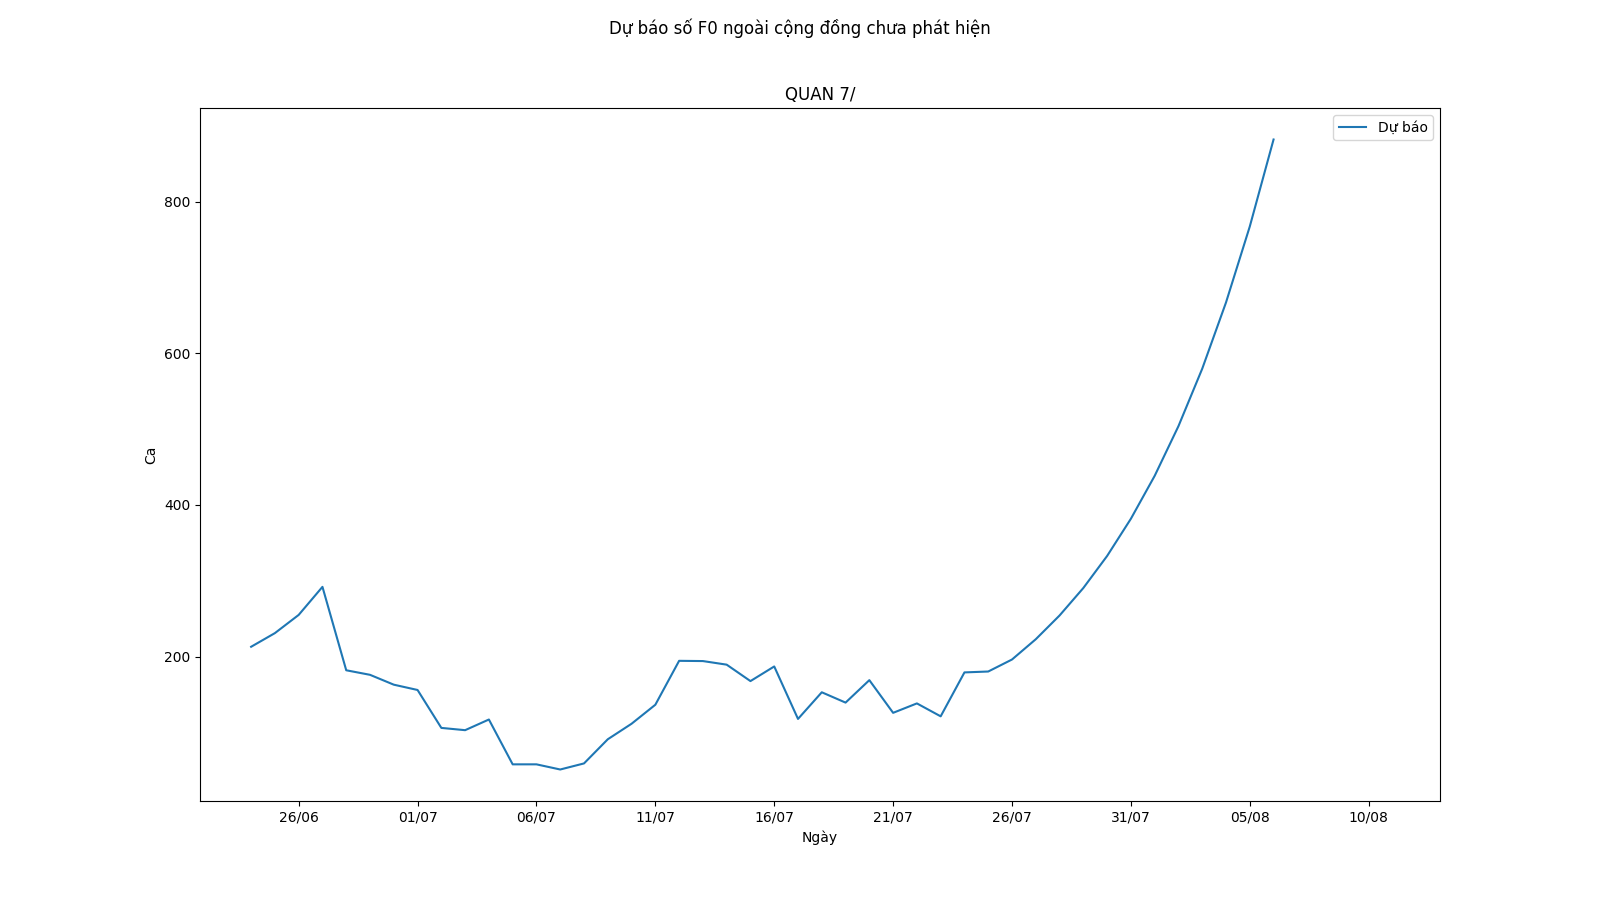 Dự báo số F0 ngoài cộng đồng chưa phát hiện
QUAN 7/
Dự báo
800
600
400
200
Ca
26/06 01/07 06/07 11/07 16/07 21/07 26/07 31/07 05/08 10/08
Ngày